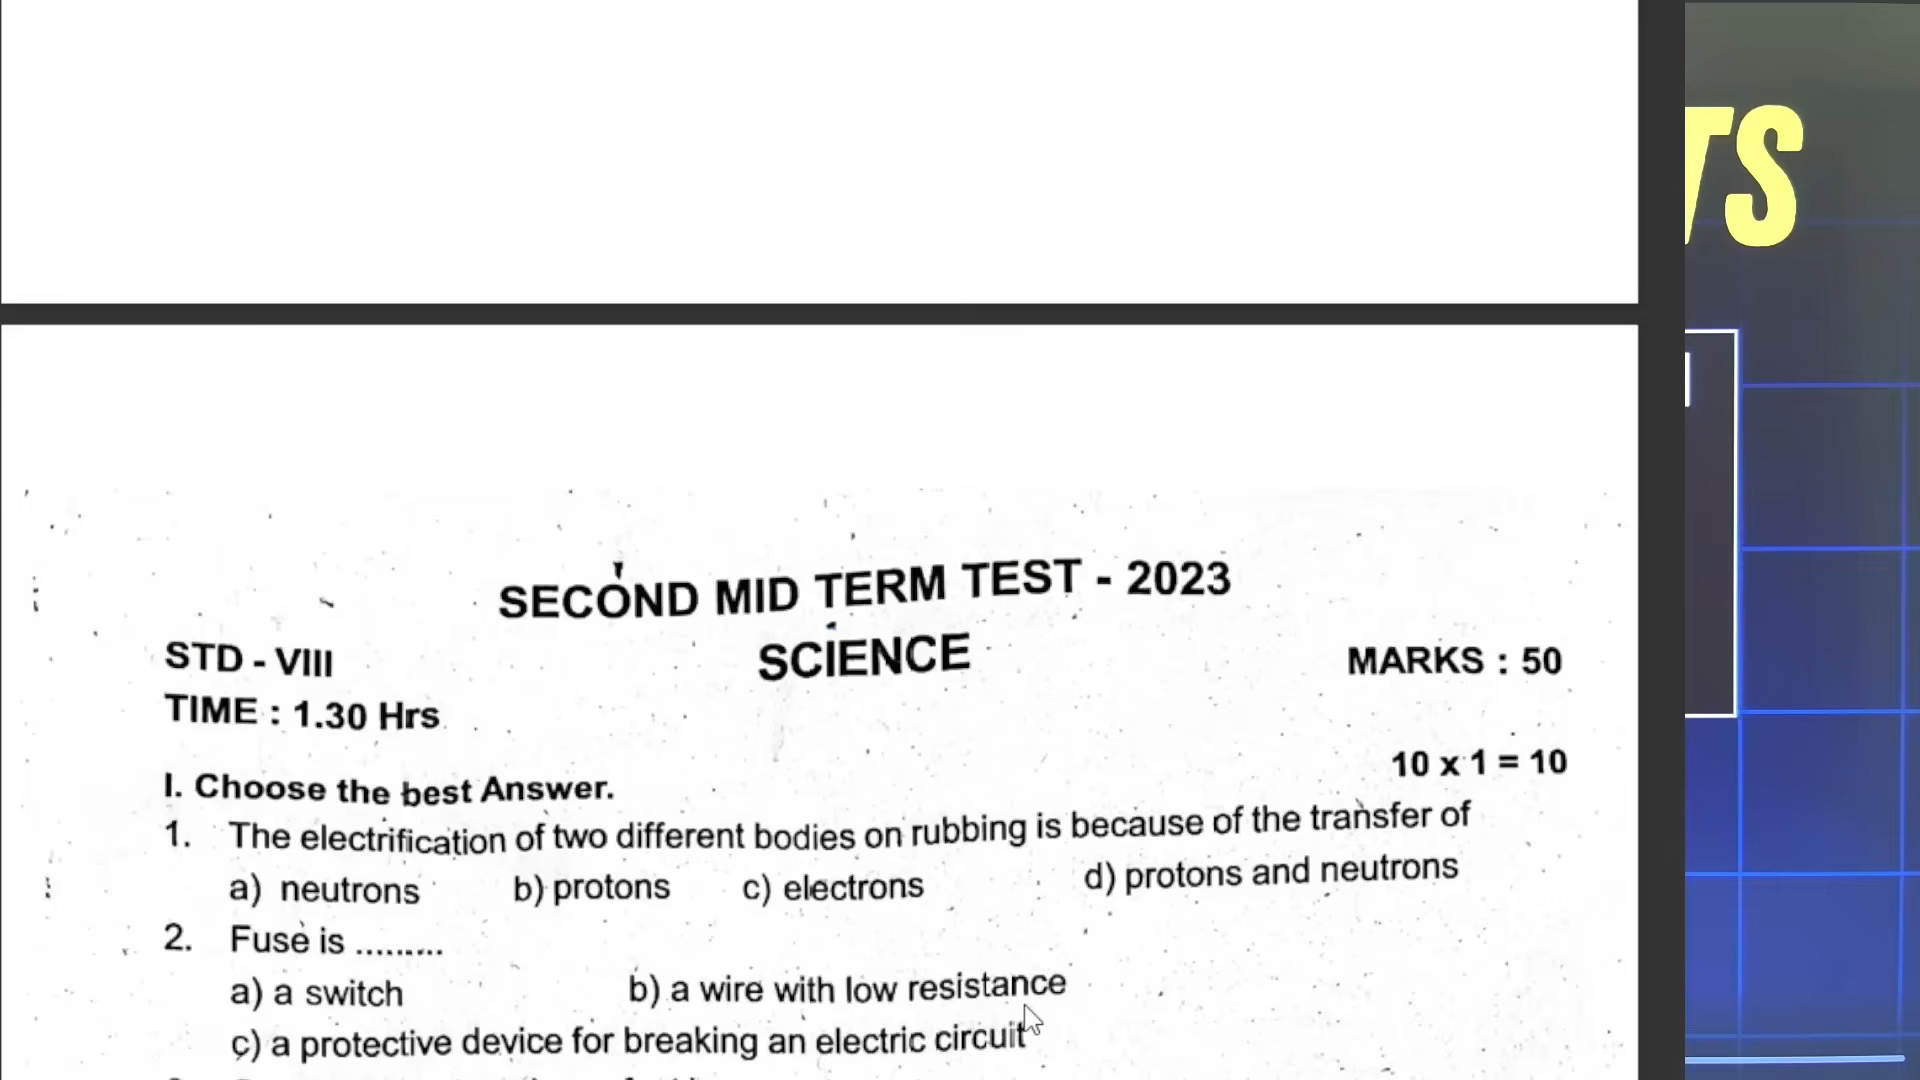 TS
SECOND MID TERM TEST - 2023
SCIENCE
STD - VIII
MARKS : 50
TIME : 1.30 Hrs
10 x 1 = 10
I. Choose the best Answer.
1. The electrification of two different bodies on rubbing is because of the transfer of
a) neutrons b) protons c) electrons d) protons and neutrons
2. Fuse is .........
a) a switch b) a wire with low resistance
c) a protective device for breaking an electric circuit